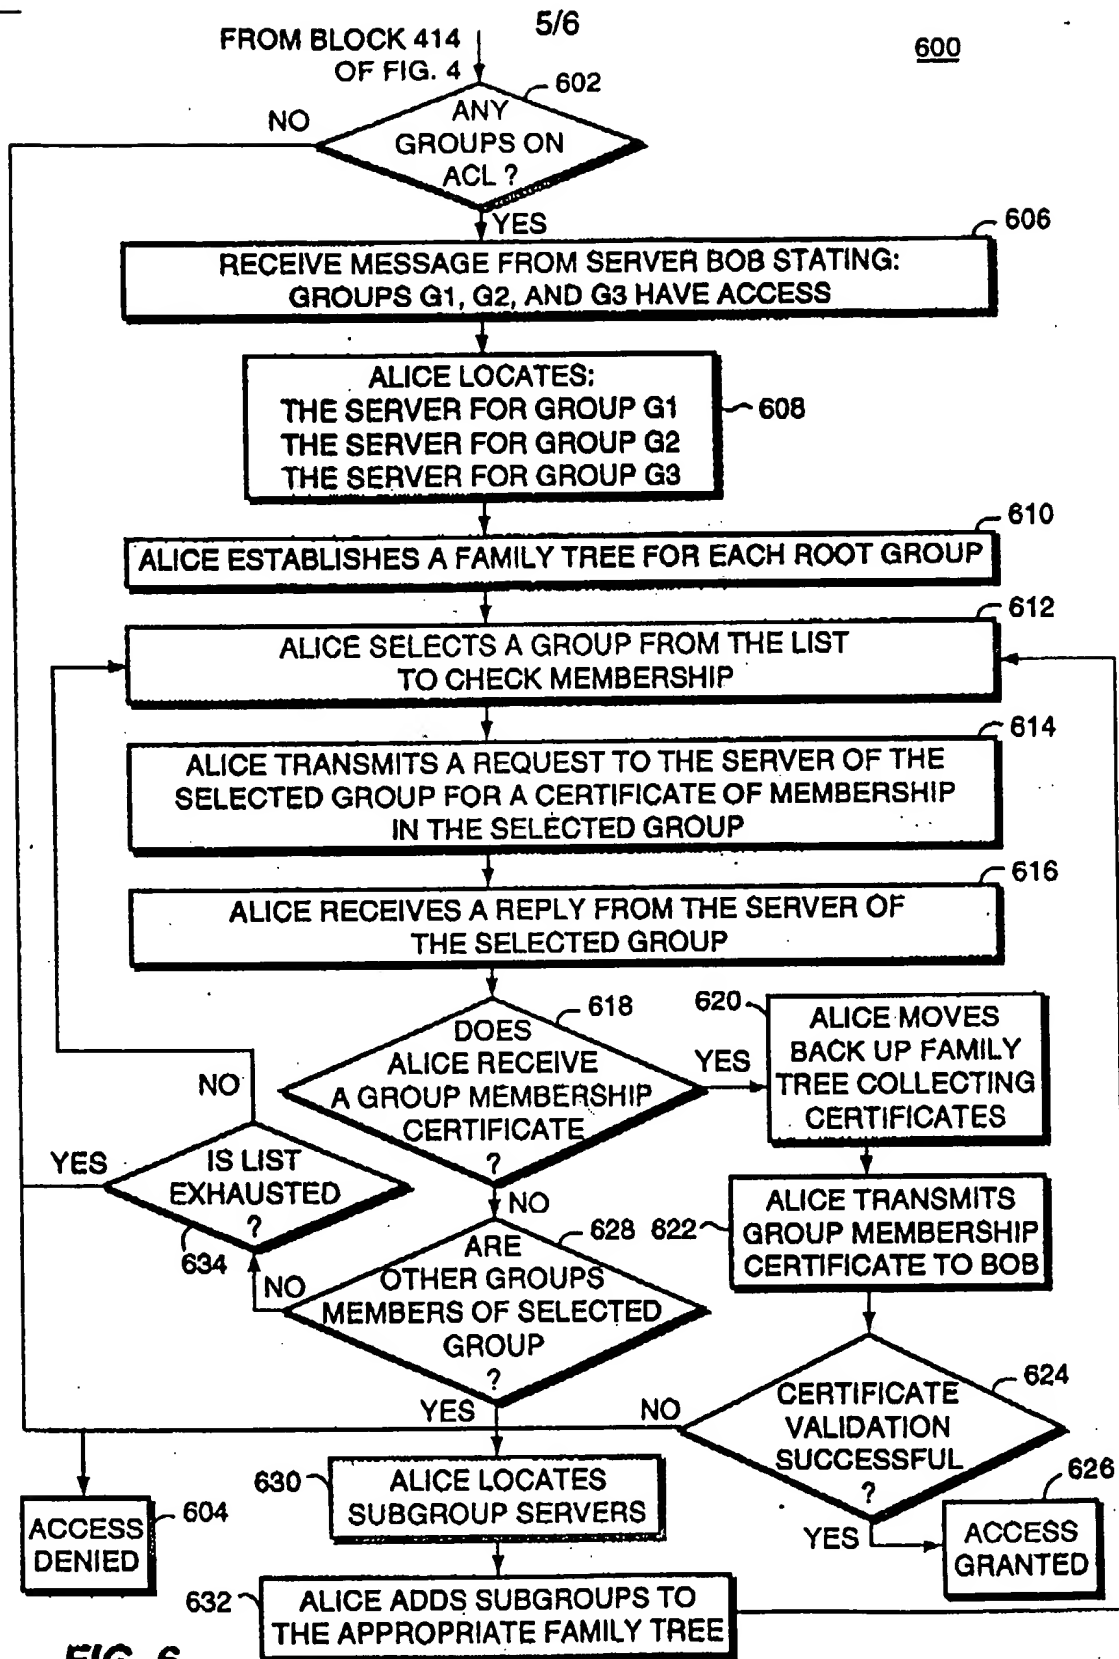 5/6
600
FROM BLOCK 414
OF FIG. 4
602
ANY
GROUPS ON
ACL ?
NO
YES
606
RECEIVE MESSAGE FROM SERVER BOB STATING:
GROUPS G1, G2, AND G3 HAVE ACCESS
ALICE LOCATES:
THE SERVER FOR GROUP G1
THE SERVER FOR GROUP G2
THE SERVER FOR GROUP G3
608
610
ALICE ESTABLISHES A FAMILY TREE FOR EACH ROOT GROUP
612
ALICE SELECTS A GROUP FROM THE LIST
TO CHECK MEMBERSHIP
614
ALICE TRANSMITS A REQUEST TO THE SERVER OF THE
SELECTED GROUP FOR A CERTIFICATE OF MEMBERSHIP
IN THE SELECTED GROUP
616
ALICE RECEIVES A REPLY FROM THE SERVER OF
THE SELECTED GROUP
618
DOES
ALICE RECEIVE
A GROUP MEMBERSHIP
CERTIFICATE
?
YES
NO
620
ALICE MOVES
BACK UP FAMILY
TREE COLLECTING
CERTIFICATES
NO
YES
IS LIST
EXHAUSTED
?
634
622
ALICE TRANSMITS
GROUP MEMBERSHIP
CERTIFICATE TO BOB
628
ARE
OTHER GROUPS
MEMBERS OF SELECTED
GROUP
?
NO
YES
624
CERTIFICATE
VALIDATION
SUCCESSFUL
?
NO
YES
626
ACCESS
GRANTED
604
ACCESS
DENIED
630
ALICE LOCATES
SUBGROUP SERVERS
632
ALICE ADDS SUBGROUPS TO
THE APPROPRIATE FAMILY TREE
FIG. 6